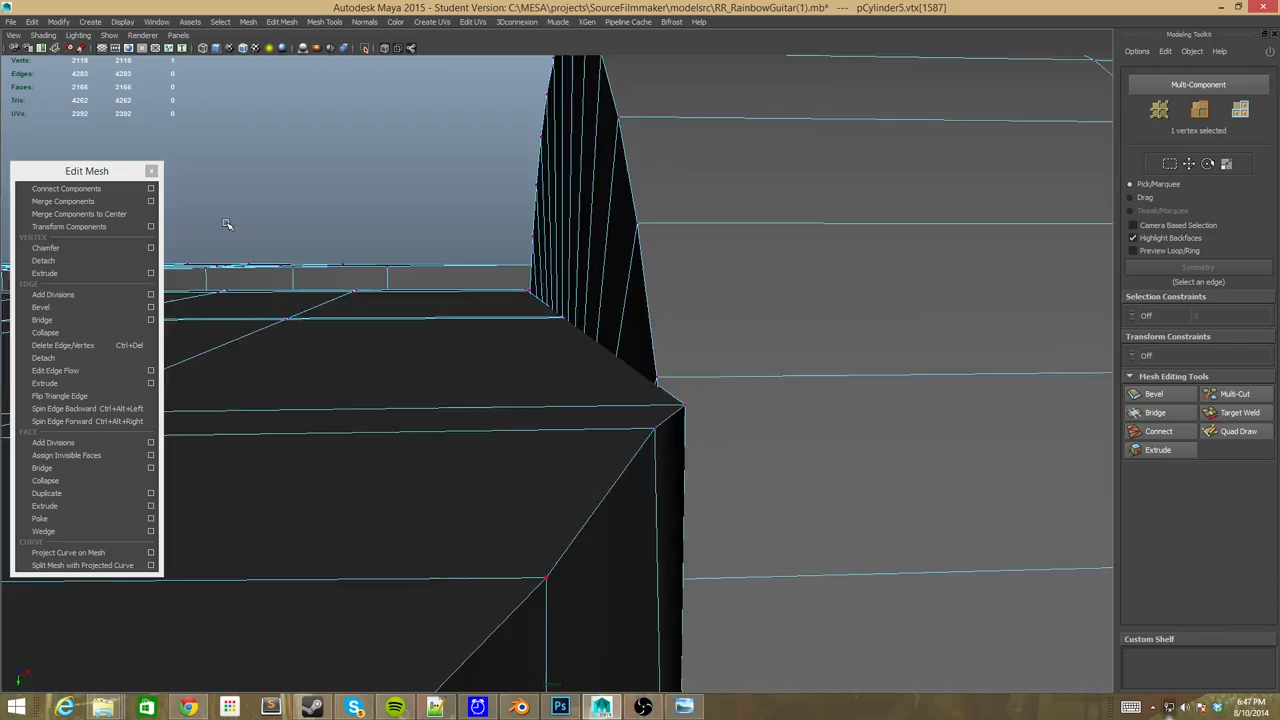 Autodesk Maya 2015 - Student Version: C:\MESA\projects\SourceFilmmaker\modelsrc\RR_RainbowGuitar(1).mb* --- pCylinder5.vtx[1587]
File Edit Modify Create Display Window Assets Select Mesh Edit Mesh Mesh Tools Normals Color Create UVs Edit UVs 3Dconnexion Muscle XGen Pipeline Cache Bifrost Help
View Shading Lighting Show Renderer Panels
Modeling Toolkit
Options Edit Object Help
Verts: 2118 2118 1
Edges: 4283 4283 0
Faces: 2166 2166 0
Tris: 4262 4262 0
UVs: 2392 2392 0
Edit Mesh
Connect Components
Merge Components
Merge Components to Center
Transform Components
VERTEX
Chamfer
Detach
Extrude
EDGE
Add Divisions
Bevel
Bridge
Collapse
Delete Edge/Vertex Ctrl+Del
Detach
Edit Edge Flow
Extrude
Flip Triangle Edge
Spin Edge Backward Ctrl+Alt+Left
Spin Edge Forward Ctrl+Alt+Right
FACE
Add Divisions
Assign Invisible Faces
Bridge
Collapse
Duplicate
Extrude
Poke
Wedge
CURVE
Project Curve on Mesh
Split Mesh with Projected Curve
Multi-Component
1 vertex selected
Pick/Marquee
Drag
Tweak/Marquee
Camera Based Selection
Highlight Backfaces
Preview Loop/Ring
Symmetry
(Select an edge)
Selection Constraints
Off 0
Transform Constraints
Off
Mesh Editing Tools
Bevel Multi-Cut
Bridge Target Weld
Connect Quad Draw
Extrude
Custom Shelf
6:47 PM
8/10/2014